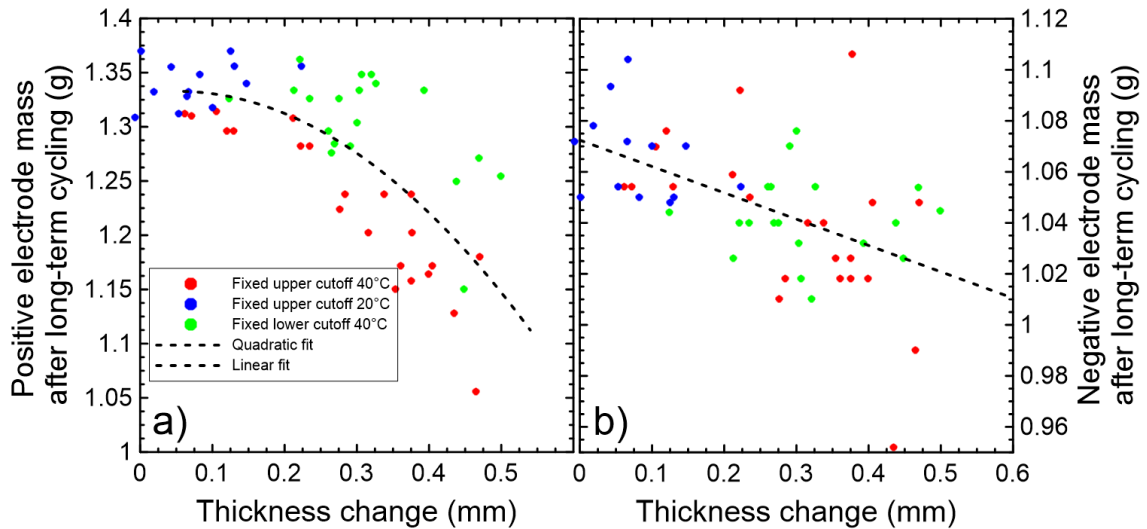 Positive electrode mass
after long-term cycling (g)
1.4
1.35
1.3
1.25
1.2
1.15
1.1
1.05
1
Fixed upper cutoff 40°C
Fixed upper cutoff 20°C
Fixed lower cutoff 40°C
Quadratic fit
Linear fit
a)
0 0.1 0.2 0.3 0.4 0.5
Thickness change (mm)
b)
0 0.1 0.2 0.3 0.4 0.5 0.6
Thickness change (mm)
1.12
1.10
1.08
1.06
1.04
1.02
1
0.98
0.96
Negative electrode mass
after long-term cycling (g)